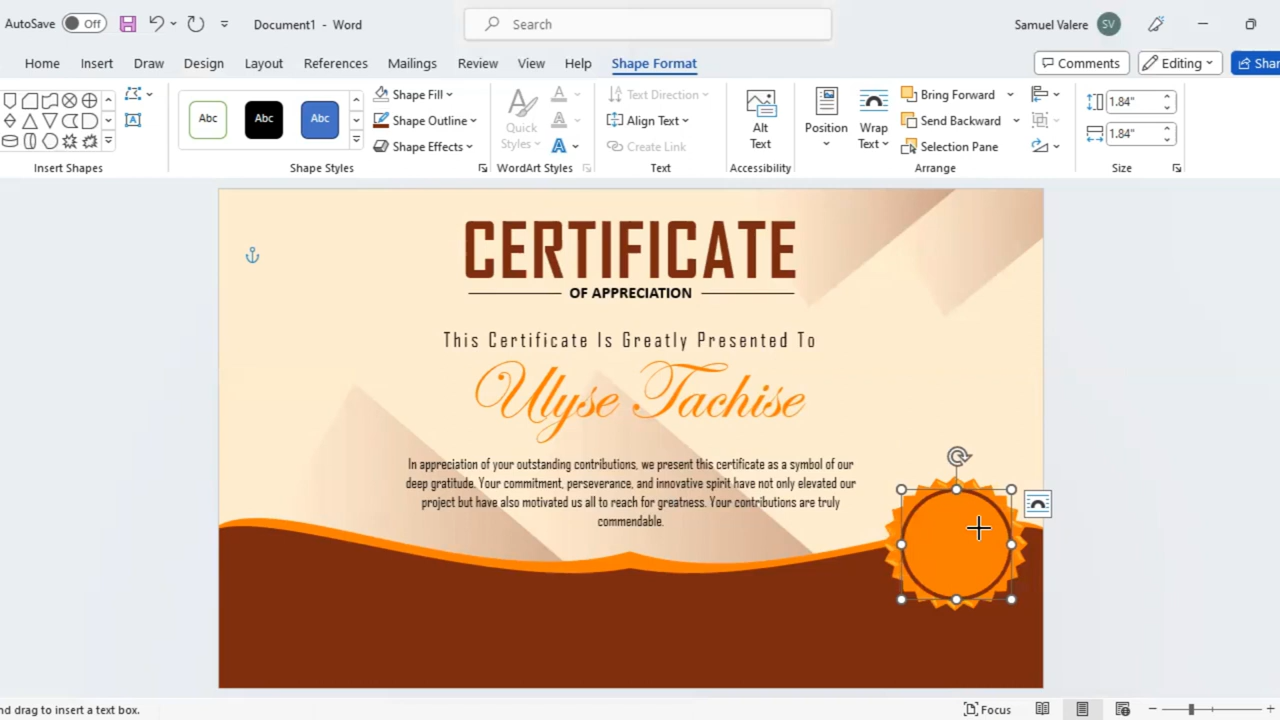 AutoSave Off Document1 - Word Search Samuel Valere SV
Home Insert Draw Design Layout References Mailings Review View Help Shape Format Comments Editing Shar
Abc Abc Abc
Shape Fill
Shape Outline
Shape Effects
Quick
Styles
Text Direction
Align Text
Create Link
Alt
Text
Position
Wrap
Text
Bring Forward
Send Backward
Selection Pane
1.84"
1.84"
Insert Shapes Shape Styles WordArt Styles Text Accessibility Arrange Size
CERTIFICATE
OF APPRECIATION
This Certificate Is Greatly Presented To
Ulyse Tachise
In appreciation of your outstanding contributions, we present this certificate as a symbol of our
deep gratitude. Your commitment, perseverance, and innovative spirit have not only elevated our
project but have also motivated us all to reach for greatness. Your contributions are truly
commendable.
nd drag to insert a text box. Focus